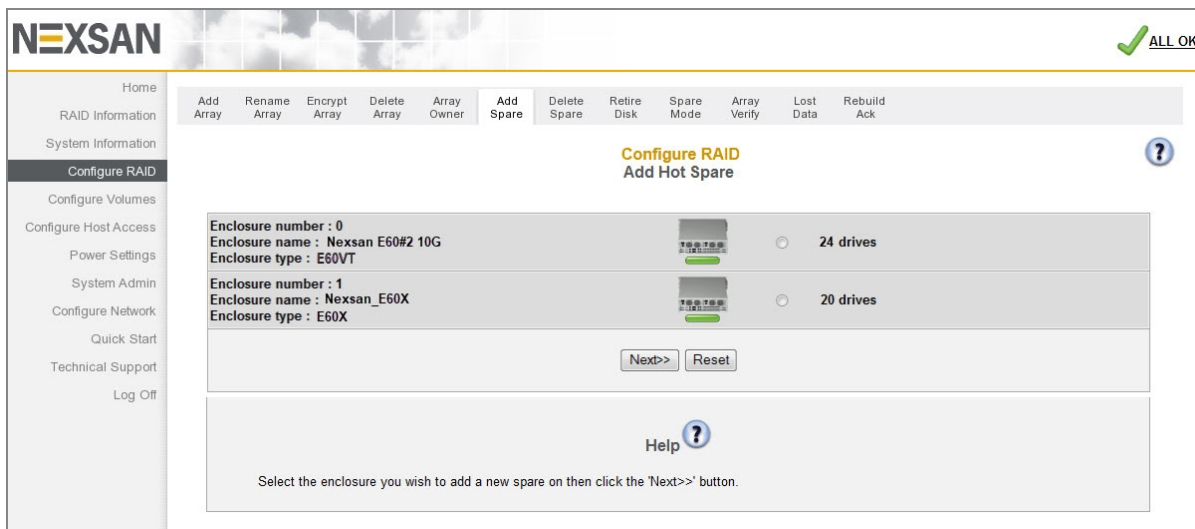 NEXSAN
ALL OK
Home
RAID Information
System Information
Configure RAID
Configure Volumes
Configure Host Access
Power Settings
System Admin
Configure Network
Quick Start
Technical Support
Log Off
Add Array
Rename Array
Encrypt Array
Delete Array
Array Owner
Add Spare
Delete Spare
Retire Disk
Spare Mode
Array Verify
Lost Data
Rebuild Ack
Configure RAID
Add Hot Spare
?
Enclosure number : 0
Enclosure name : Nexsan E60#2 10G
Enclosure type : E60VT
24 drives
Enclosure number : 1
Enclosure name : Nexsan_E60X
Enclosure type : E60X
20 drives
Next>> Reset
Help ?
Select the enclosure you wish to add a new spare on then click the 'Next>>' button.